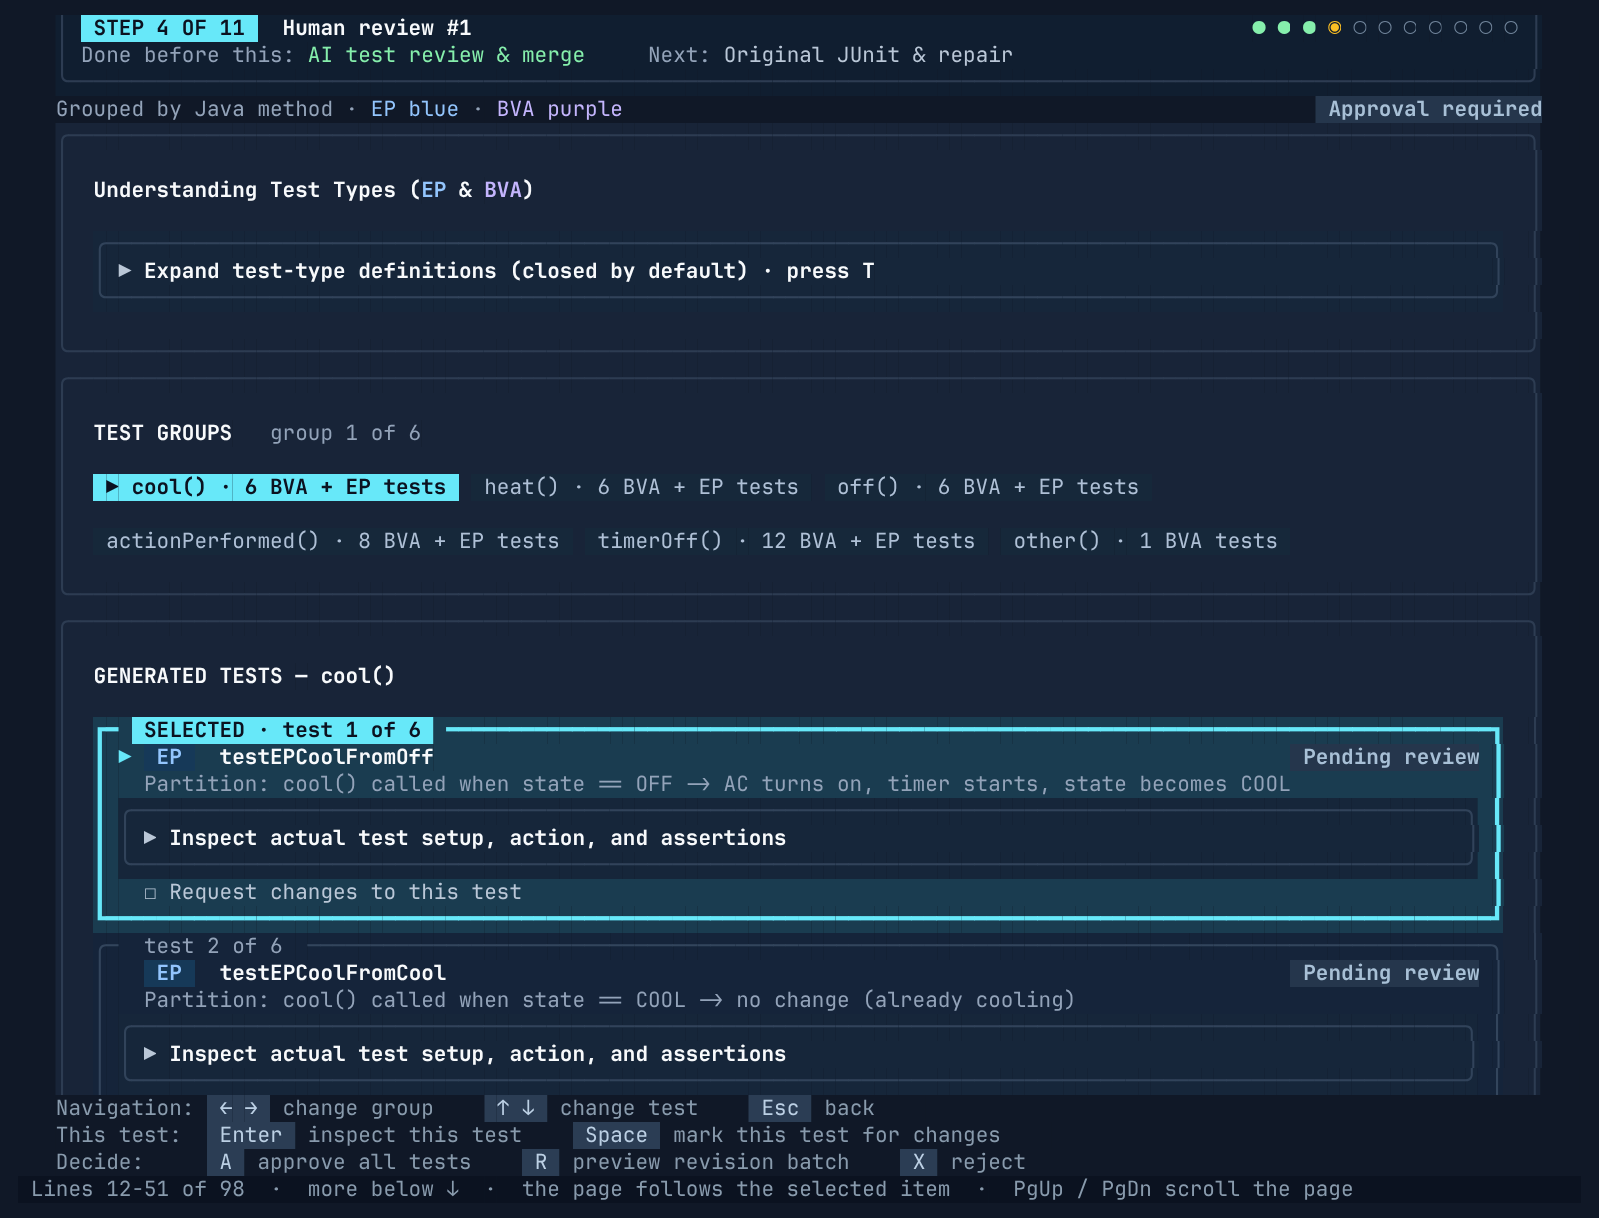 STEP 4 OF 11 Human review #1
Done before this: AI test review & merge Next: Original JUnit & repair
Grouped by Java method · EP blue · BVA purple Approval required
Understanding Test Types (EP & BVA)
▶ Expand test-type definitions (closed by default) · press T
TEST GROUPS group 1 of 6
▶ cool() · 6 BVA + EP tests heat() · 6 BVA + EP tests off() · 6 BVA + EP tests
actionPerformed() · 8 BVA + EP tests timerOff() · 12 BVA + EP tests other() · 1 BVA tests
GENERATED TESTS — cool()
SELECTED · test 1 of 6
▶ EP testEPCoolFromOff Pending review
Partition: cool() called when state == OFF → AC turns on, timer starts, state becomes COOL
▶ Inspect actual test setup, action, and assertions
☐ Request changes to this test
test 2 of 6
EP testEPCoolFromCool Pending review
Partition: cool() called when state == COOL → no change (already cooling)
▶ Inspect actual test setup, action, and assertions
Navigation: ← → change group ↑ ↓ change test Esc back
This test: Enter inspect this test Space mark this test for changes
Decide: A approve all tests R preview revision batch X reject
Lines 12-51 of 98 · more below ↓ · the page follows the selected item · PgUp / PgDn scroll the page